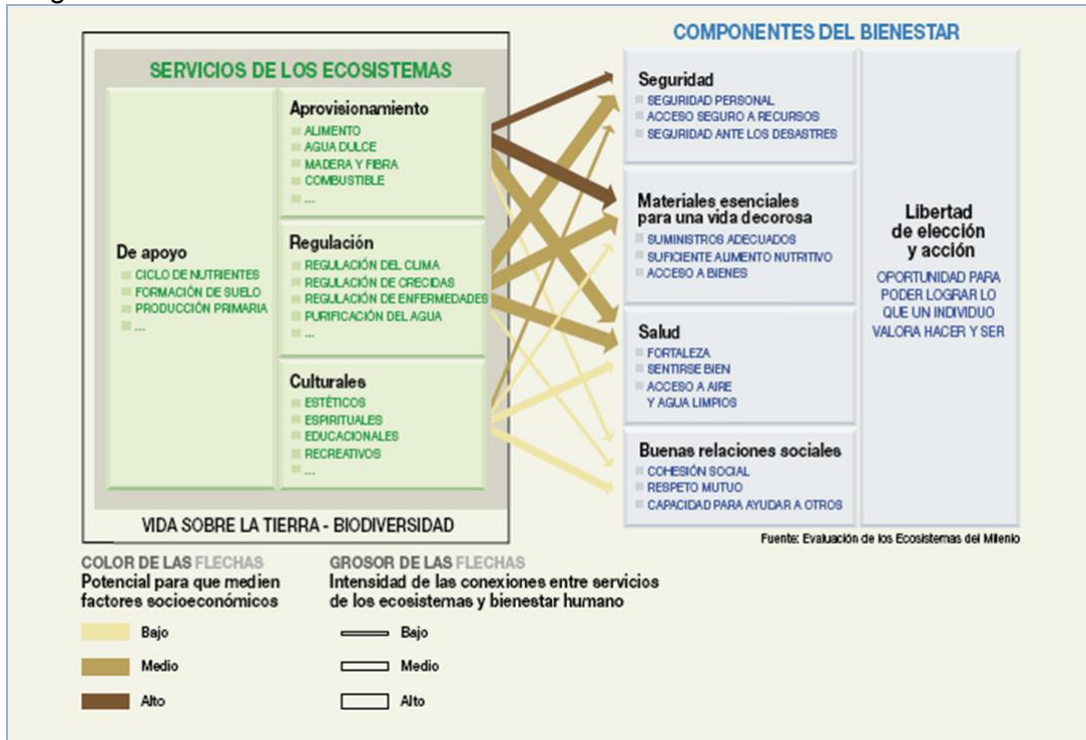 SERVICIOS DE LOS ECOSISTEMAS
De apoyo
CICLO DE NUTRIENTES
FORMACIÓN DE SUELO
PRODUCCIÓN PRIMARIA
...
Aprovisionamiento
ALIMENTO
AGUA DULCE
MADERA Y FIBRA
COMBUSTIBLE
...
Regulación
REGULACIÓN DEL CLIMA
REGULACIÓN DE CRECIDAS
REGULACIÓN DE ENFERMEDADES
PURIFICACIÓN DEL AGUA
...
Culturales
ESTÉTICOS
ESPIRITUALES
EDUCACIONALES
RECREATIVOS
...
VIDA SOBRE LA TIERRA - BIODIVERSIDAD
COMPONENTES DEL BIENESTAR
Seguridad
SEGURIDAD PERSONAL
ACCESO SEGURO A RECURSOS
SEGURIDAD ANTE LOS DESASTRES
Materiales esenciales
para una vida decorosa
SUMINISTROS ADECUADOS
SUFICIENTE ALIMENTO NUTRITIVO
ACCESO A BIENES
Salud
FORTALEZA
SENTIRSE BIEN
ACCESO A AIRE
Y AGUA LIMPIOS
Buenas relaciones sociales
COHESIÓN SOCIAL
RESPETO MUTUO
CAPACIDAD PARA AYUDAR A OTROS
Libertad
de elección
y acción
OPORTUNIDAD PARA
PODER LOGRAR LO
QUE UN INDIVIDUO
VALORA HACER Y SER
Fuente: Evaluación de los Ecosistemas del Milenio
COLOR DE LAS FLECHAS
Potencial para que medien
factores socioeconómicos
Bajo
Medio
Alto
GROSOR DE LAS FLECHAS
Intensidad de las conexiones entre servicios
de los ecosistemas y bienestar humano
Bajo
Medio
Alto